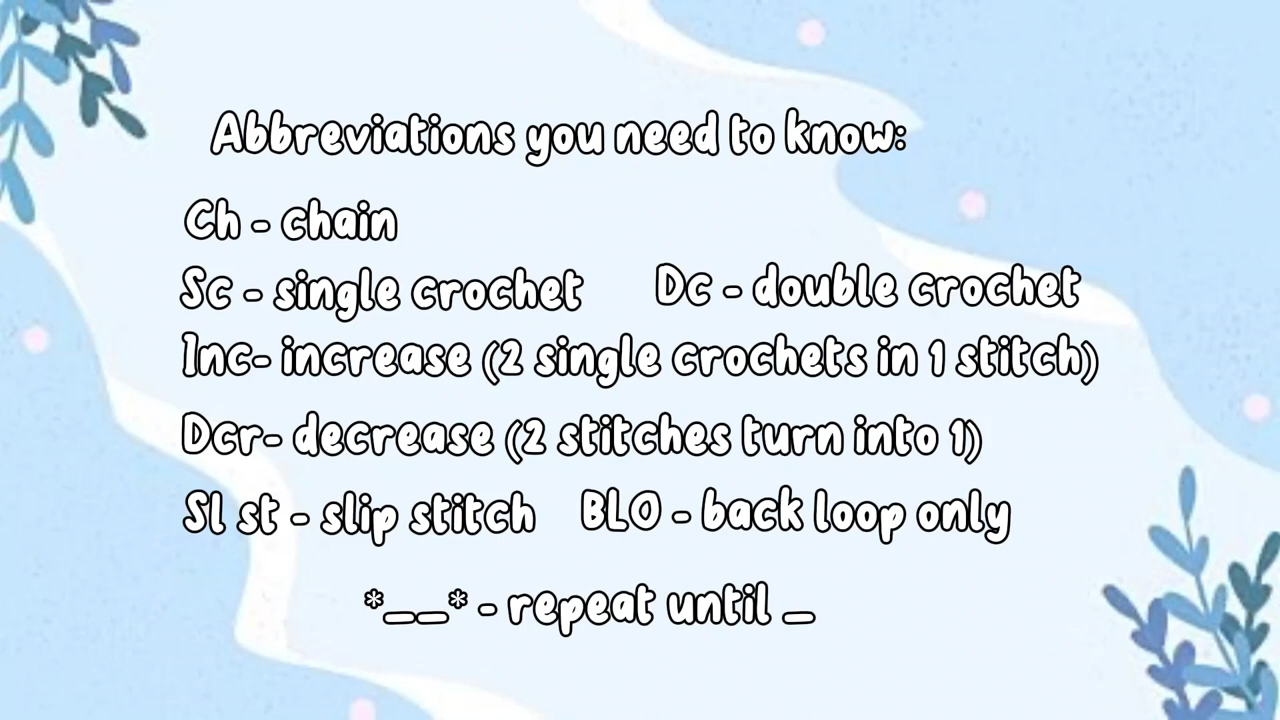 Abbreviations you need to know:
Ch - chain
Sc - single crochet Dc - double crochet
Inc- increase (2 single crochets in 1 stitch)
Dcr- decrease (2 stitches turn into 1)
Sl st - slip stitch BLO - back loop only
*__* - repeat until _